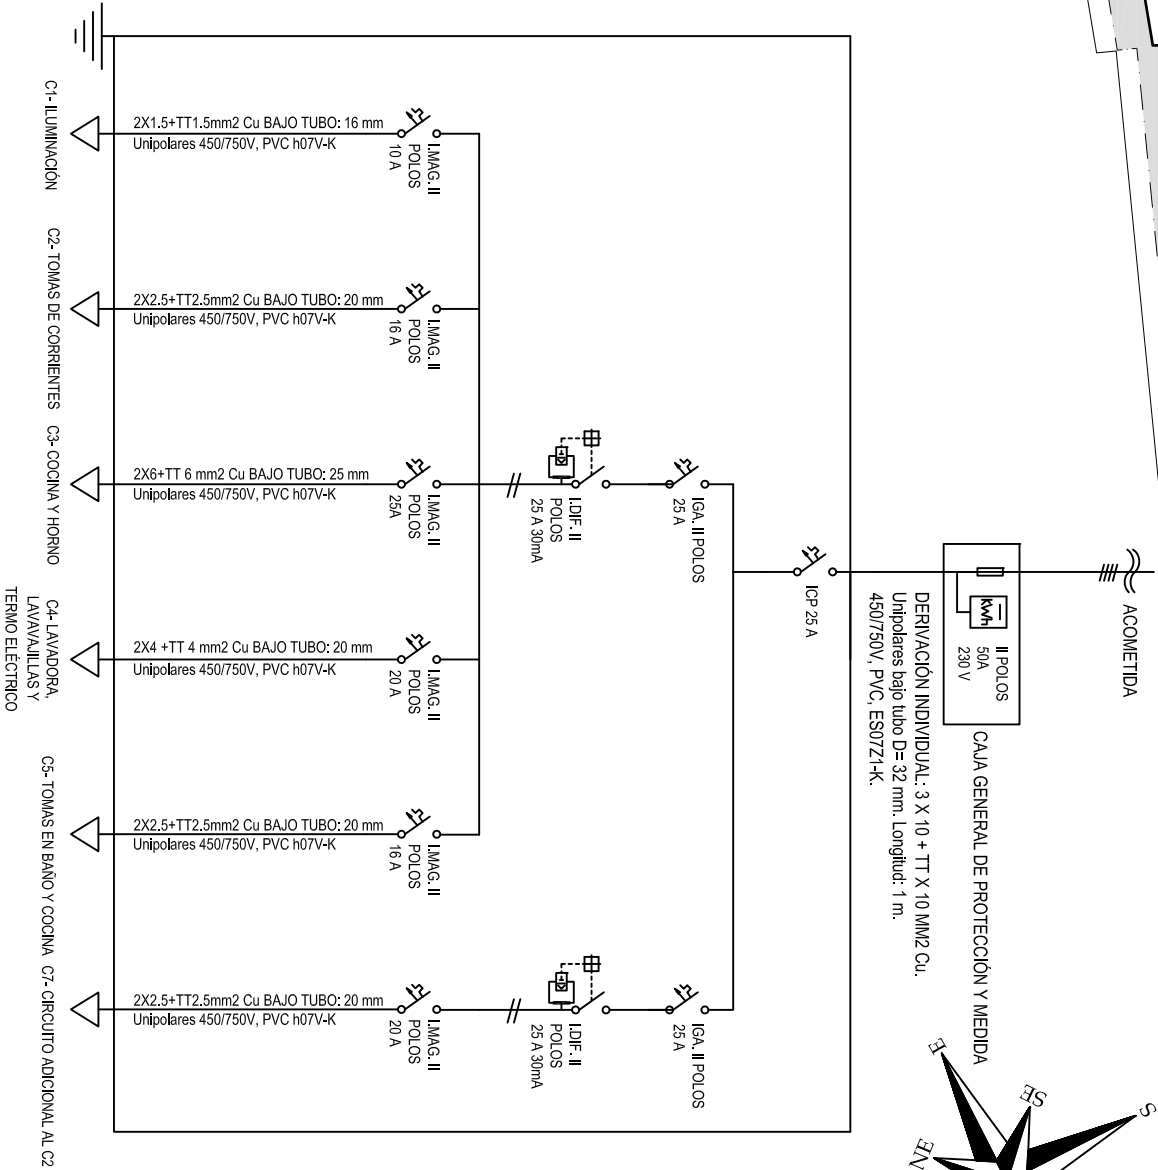 ACOMETIDA
CAJA GENERAL DE PROTECCIÓN Y MEDIDA
II POLOS
50A
230 V
kWh
DERIVACIÓN INDIVIDUAL: 3 X 10 + TT X 10 MM2 Cu.
Unipolares bajo tubo D= 32 mm. Longitud: 1 m.
450/750V, PVC, ES07Z1-K.
ICP 25 A
IGA. II POLOS
25 A
IGA. II POLOS
25 A
I.DIF. II
POLOS
25 A 30mA
I.DIF. II
POLOS
25 A 30mA
I.MAG. II
POLOS
10 A
I.MAG. II
POLOS
16 A
I.MAG. II
POLOS
25A
I.MAG. II
POLOS
20 A
I.MAG. II
POLOS
16 A
I.MAG. II
POLOS
20 A
2X1.5+TT1.5mm2 Cu BAJO TUBO: 16 mm
Unipolares 450/750V, PVC h07V-K
2X2.5+TT2.5mm2 Cu BAJO TUBO: 20 mm
Unipolares 450/750V, PVC h07V-K
2X6+TT 6 mm2 Cu BAJO TUBO: 25 mm
Unipolares 450/750V, PVC h07V-K
2X4 +TT 4 mm2 Cu BAJO TUBO: 20 mm
Unipolares 450/750V, PVC h07V-K
2X2.5+TT2.5mm2 Cu BAJO TUBO: 20 mm
Unipolares 450/750V, PVC h07V-K
2X2.5+TT2.5mm2 Cu BAJO TUBO: 20 mm
Unipolares 450/750V, PVC h07V-K
C1- ILUMINACIÓN
C2- TOMAS DE CORRIENTES
C3- COCINA Y HORNO
C4- LAVADORA,
LAVAVAJILLAS Y
TERMO ELÉCTRICO
C5- TOMAS EN BAÑO Y COCINA
C7- CIRCUITO ADICIONAL AL C2
E
SE
S
NE